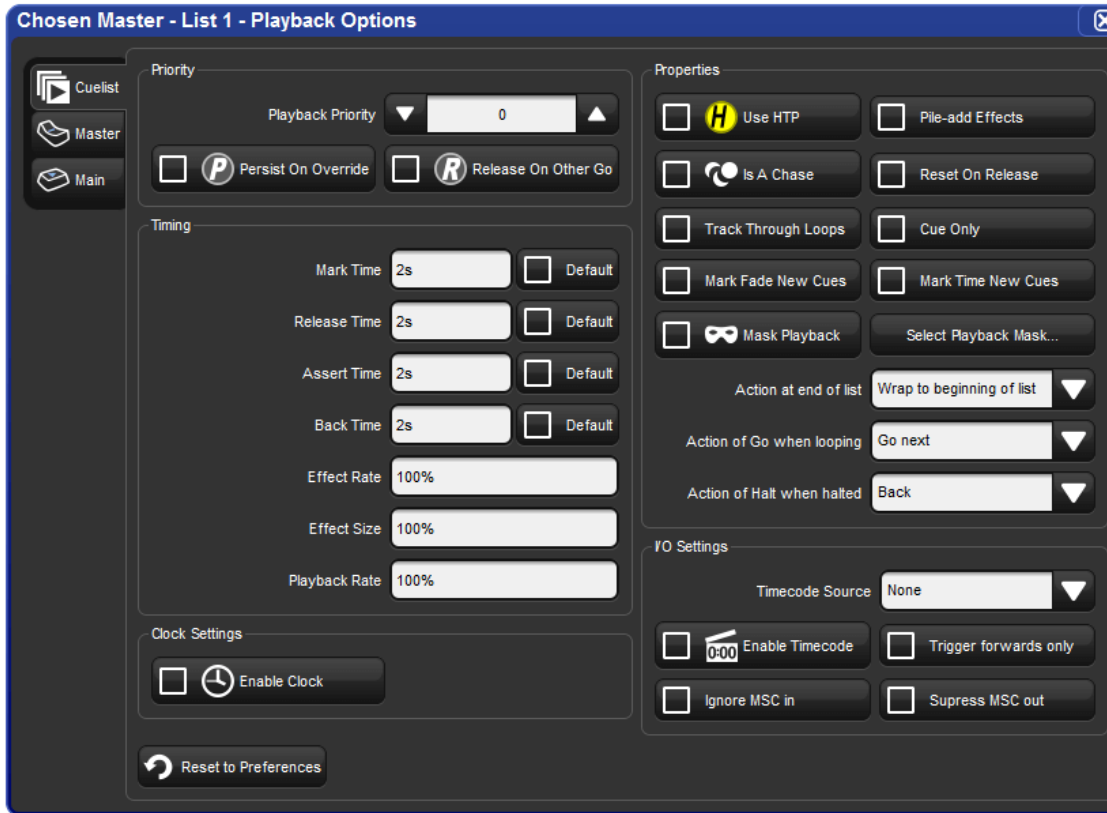 Chosen Master - List 1 - Playback Options
Cuelist
Master
Main
Priority
Playback Priority 0
P Persist On Override R Release On Other Go
Timing
Mark Time 2s Default
Release Time 2s Default
Assert Time 2s Default
Back Time 2s Default
Effect Rate 100%
Effect Size 100%
Playback Rate 100%
Clock Settings
Enable Clock
Reset to Preferences
Properties
H Use HTP Pile-add Effects
Is A Chase Reset On Release
Track Through Loops Cue Only
Mark Fade New Cues Mark Time New Cues
Mask Playback Select Playback Mask...
Action at end of list Wrap to beginning of list
Action of Go when looping Go next
Action of Halt when halted Back
I/O Settings
Timecode Source None
0:00 Enable Timecode Trigger forwards only
Ignore MSC in Supress MSC out